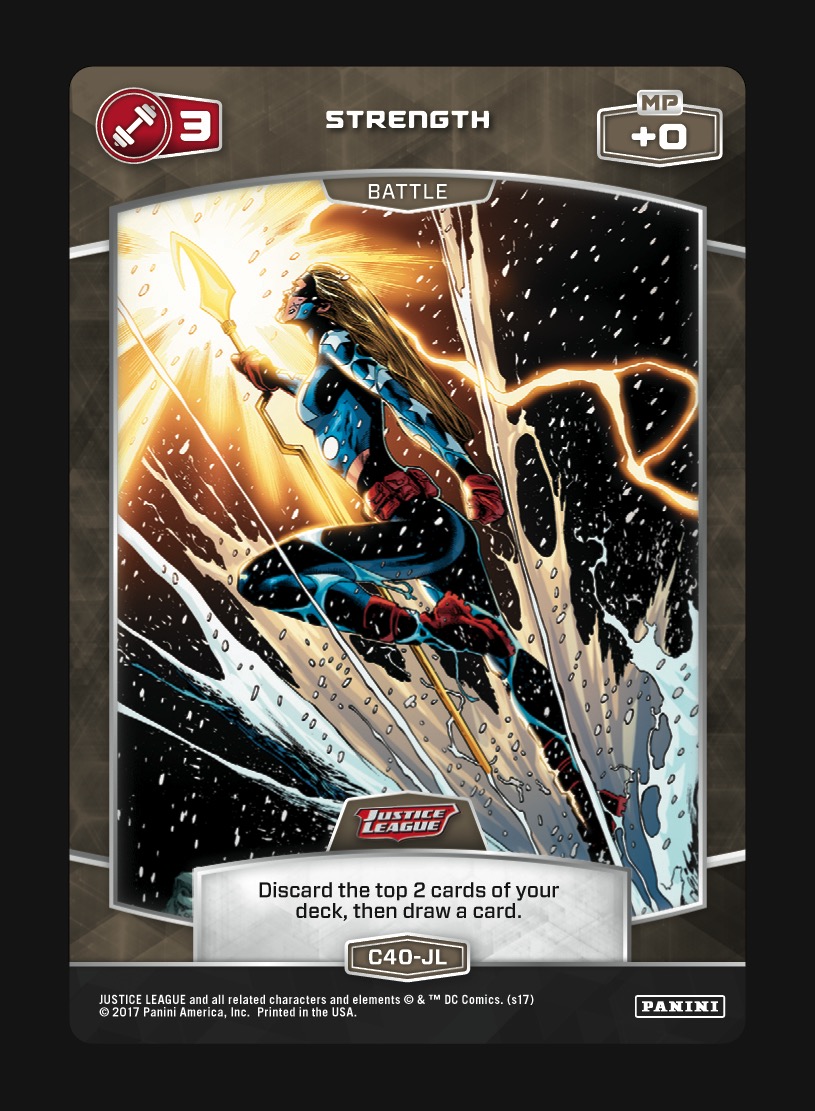 3
STRENGTH
MP
+0
BATTLE
JUSTICE
LEAGUE
Discard the top 2 cards of your
deck, then draw a card.
C40-JL
JUSTICE LEAGUE and all related characters and elements © & ™ DC Comics. (s17)
© 2017 Panini America, Inc.  Printed in the USA.
PANINI